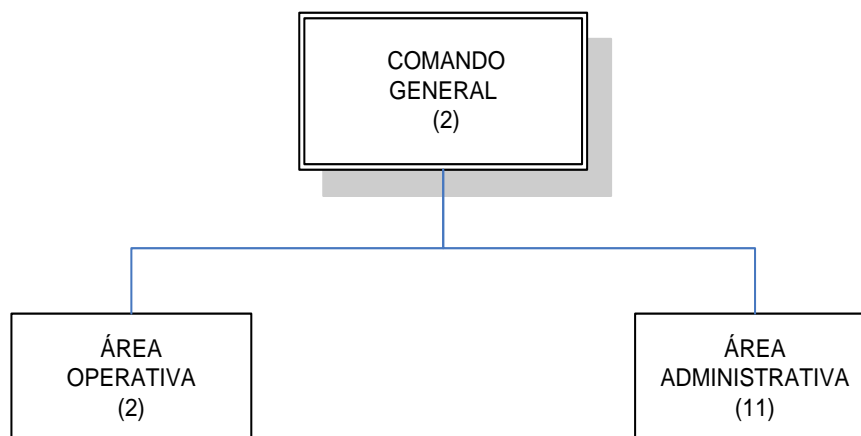 COMANDO
GENERAL
(2)
ÁREA
OPERATIVA
(2)
ÁREA
ADMINISTRATIVA
(11)